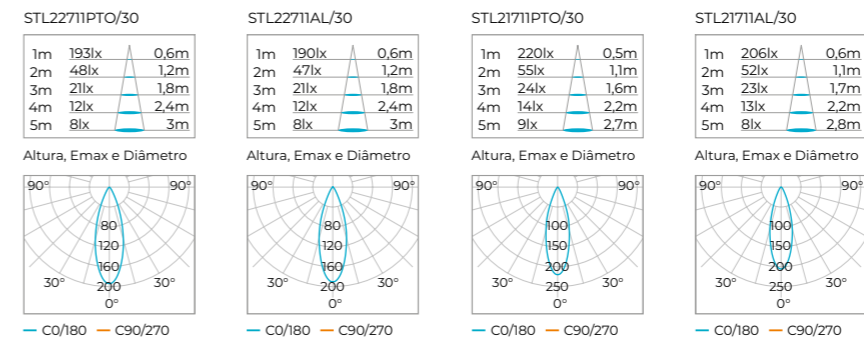 STL22711PTO/30
1m 193lx 0,6m
2m 48lx 1,2m
3m 21lx 1,8m
4m 12lx 2,4m
5m 8lx 3m
Altura, Emax e Diâmetro
90° 90°
80
120
160
30° 200 30°
0°
C0/180 C90/270
STL22711AL/30
1m 190lx 0,6m
2m 47lx 1,2m
3m 21lx 1,8m
4m 12lx 2,4m
5m 8lx 3m
Altura, Emax e Diâmetro
90° 90°
80
120
160
30° 200 30°
0°
C0/180 C90/270
STL21711PTO/30
1m 220lx 0,5m
2m 55lx 1,1m
3m 24lx 1,6m
4m 14lx 2,2m
5m 9lx 2,7m
Altura, Emax e Diâmetro
90° 90°
100
150
200
30° 250 30°
0°
C0/180 C90/270
STL21711AL/30
1m 206lx 0,6m
2m 52lx 1,1m
3m 23lx 1,7m
4m 13lx 2,2m
5m 8lx 2,8m
Altura, Emax e Diâmetro
90° 90°
100
150
200
30° 250 30°
0°
C0/180 C90/270